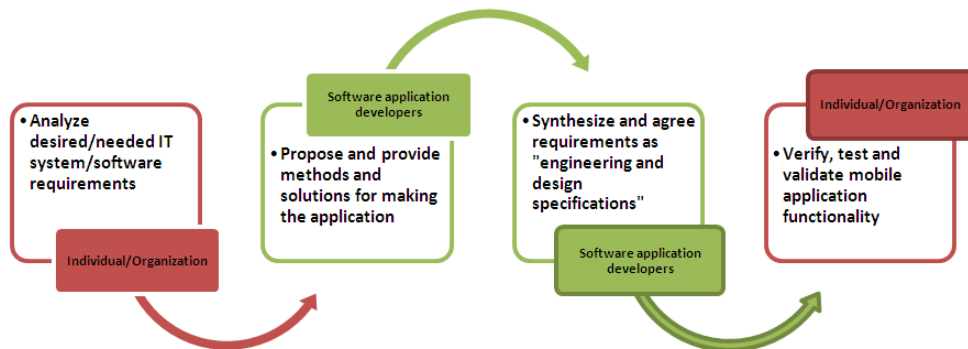 • Analyze
desired/needed IT
system/software
requirements
Individual/Organization
Software application
developers
• Propose and provide
methods and
solutions for making
the application
• Synthesize and agree
requirements as
"engineering and
design
specifications"
Software application
developers
Individual/Organization
• Verify, test and
validate mobile
application
functionality